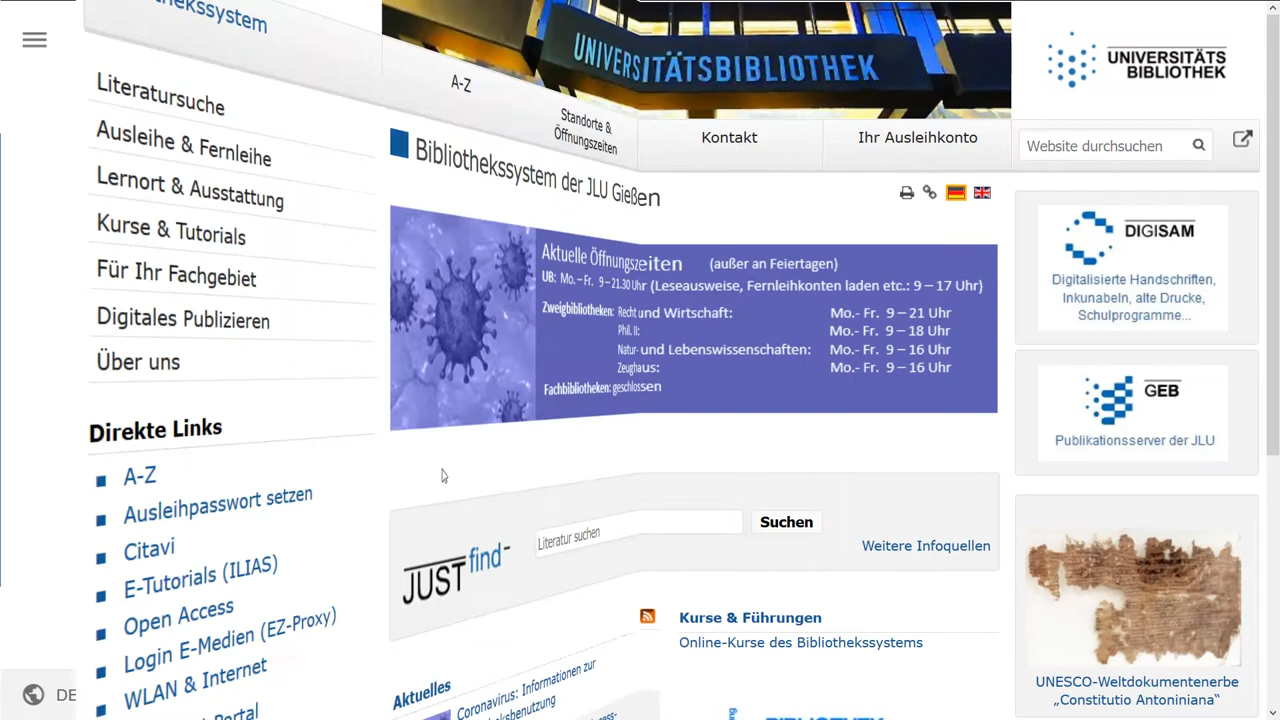 thekssystem
UNIVERSITÄTSBIBLIOTHEK
UNIVERSITÄTS
BIBLIOTHEK
A-Z
Standorte &
Öffnungszeiten
Kontakt
Ihr Ausleihkonto
Website durchsuchen
Literatursuche
Ausleihe & Fernleihe
Lernort & Ausstattung
Kurse & Tutorials
Für Ihr Fachgebiet
Digitales Publizieren
Über uns
Direkte Links
A-Z
Ausleihpasswort setzen
Citavi
E-Tutorials (ILIAS)
Open Access
Login E-Medien (EZ-Proxy)
WLAN & Internet
Portal
DE
Bibliothekssystem der JLU Gießen
Aktuelle Öffnungszeiten (außer an Feiertagen)
UB: Mo. – Fr. 9 – 21.30 Uhr (Leseausweise, Fernleihkonten laden etc.: 9 – 17 Uhr)
Zweigbibliotheken: Recht und Wirtschaft: Mo.- Fr. 9 – 21 Uhr
Phil. II: Mo.- Fr. 9 – 18 Uhr
Natur- und Lebenswissenschaften: Mo.- Fr. 9 – 16 Uhr
Zeughaus: Mo.- Fr. 9 – 16 Uhr
Fachbibliotheken: geschlossen
JUST find-
Literatur suchen
Suchen
Weitere Infoquellen
Aktuelles
Coronavirus: Informationen zur
heksbenutzung
Kurse & Führungen
Online-Kurse des Bibliothekssystems
DIGISAM
Digitalisierte Handschriften,
Inkunabeln, alte Drucke,
Schulprogramme...
GEB
Publikationsserver der JLU
UNESCO-Weltdokumentenerbe
„Constitutio Antoniniana“